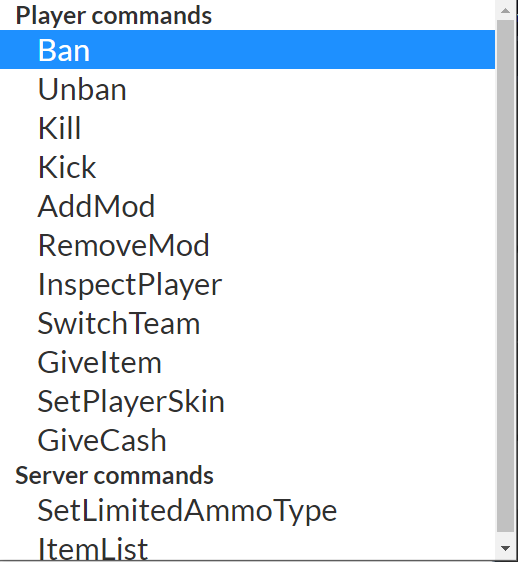 Player commands
Ban
Unban
Kill
Kick
AddMod
RemoveMod
InspectPlayer
SwitchTeam
GiveItem
SetPlayerSkin
GiveCash
Server commands
SetLimitedAmmoType
ItemList